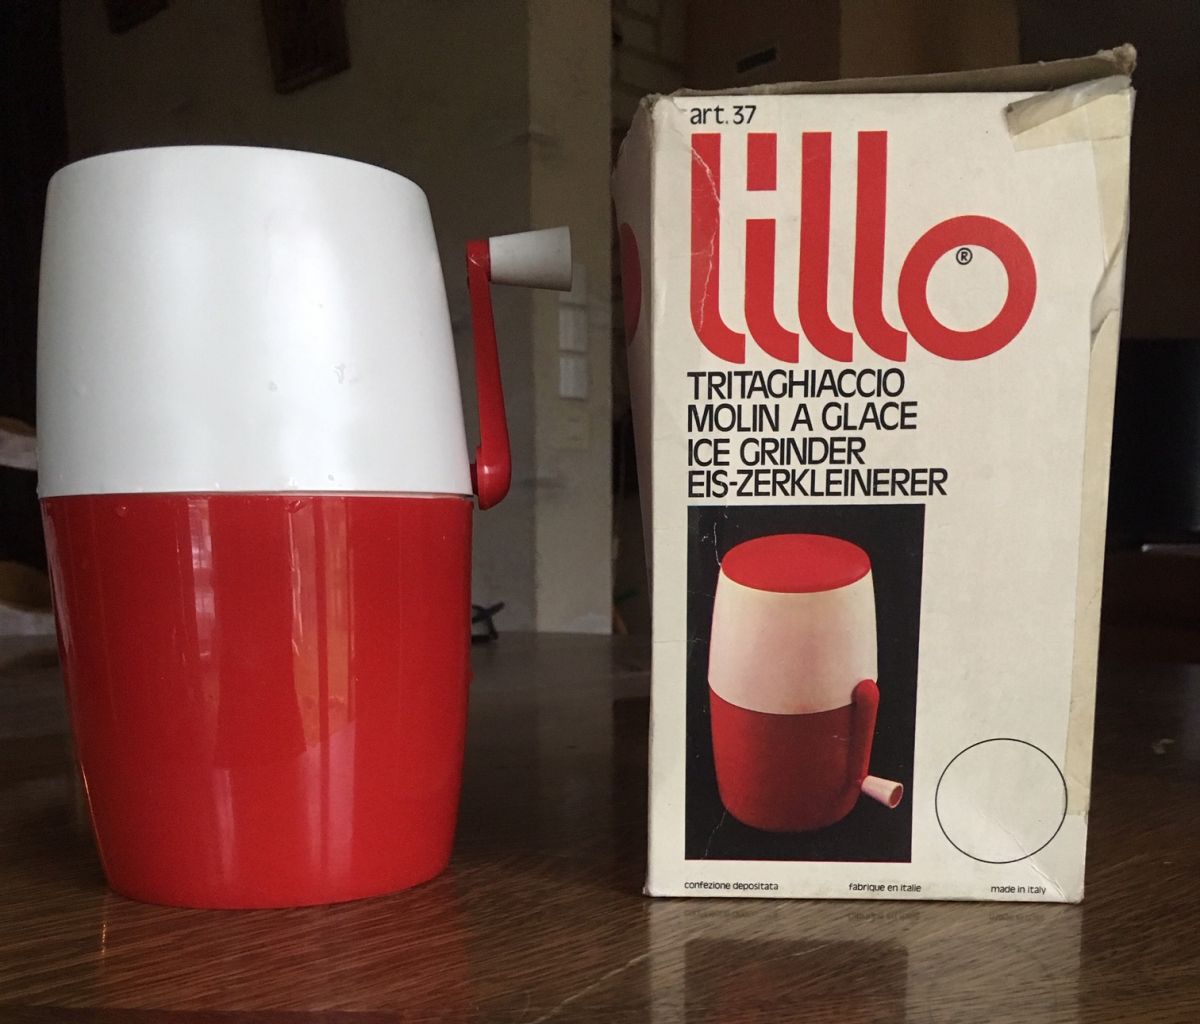 art. 37
lillo
®
TRITAGHIACCIO
MOLIN A GLACE
ICE GRINDER
EIS-ZERKLEINERER
confezione depositata fabrique en italie made in italy